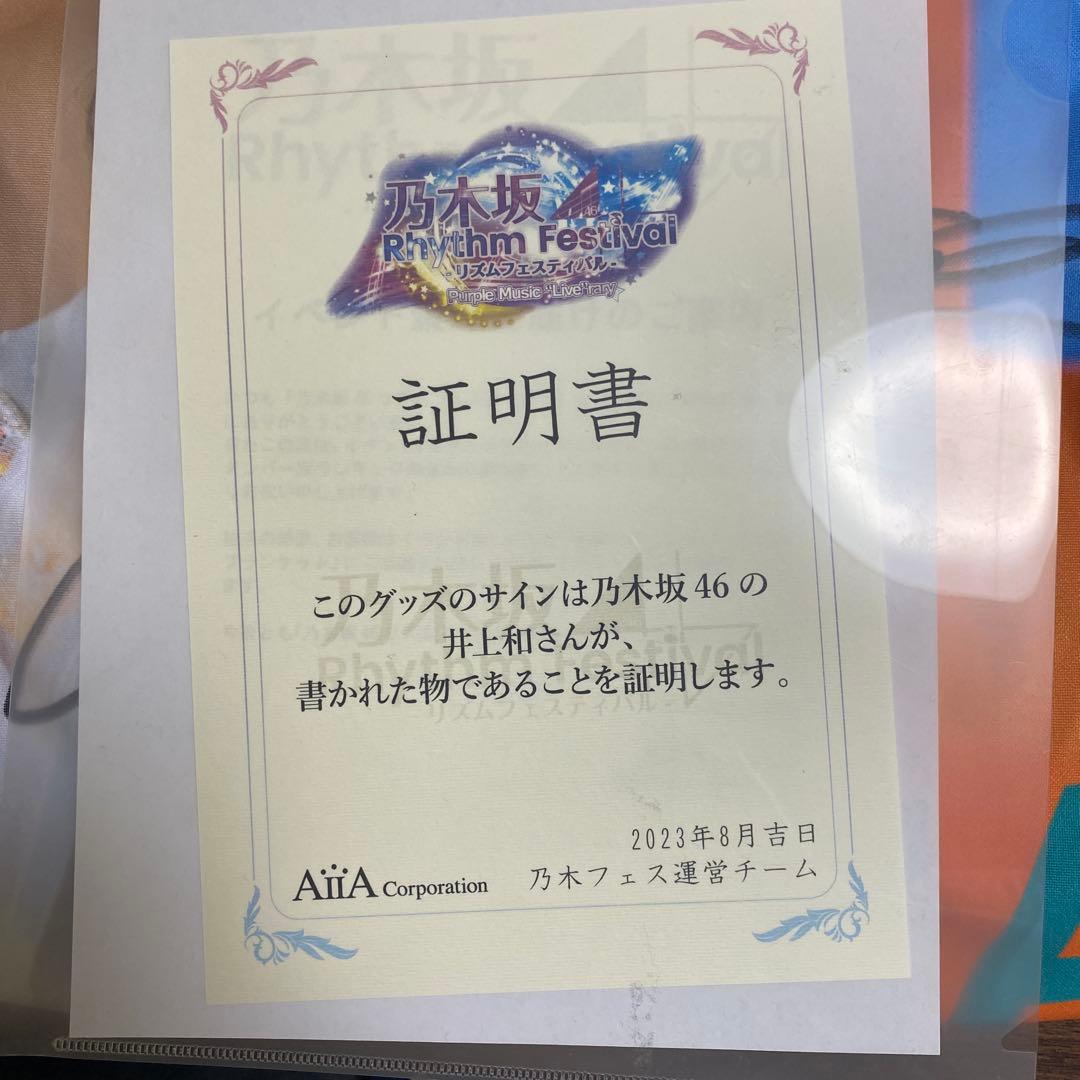 乃木坂46
Rhythm Festival
-リズムフェスティバル-
Purple Music "Live"rary
証明書
このグッズのサインは乃木坂46の
井上和さんが、
書かれた物であることを証明します。
2023年8月吉日
AiiA Corporation 乃木フェス運営チーム